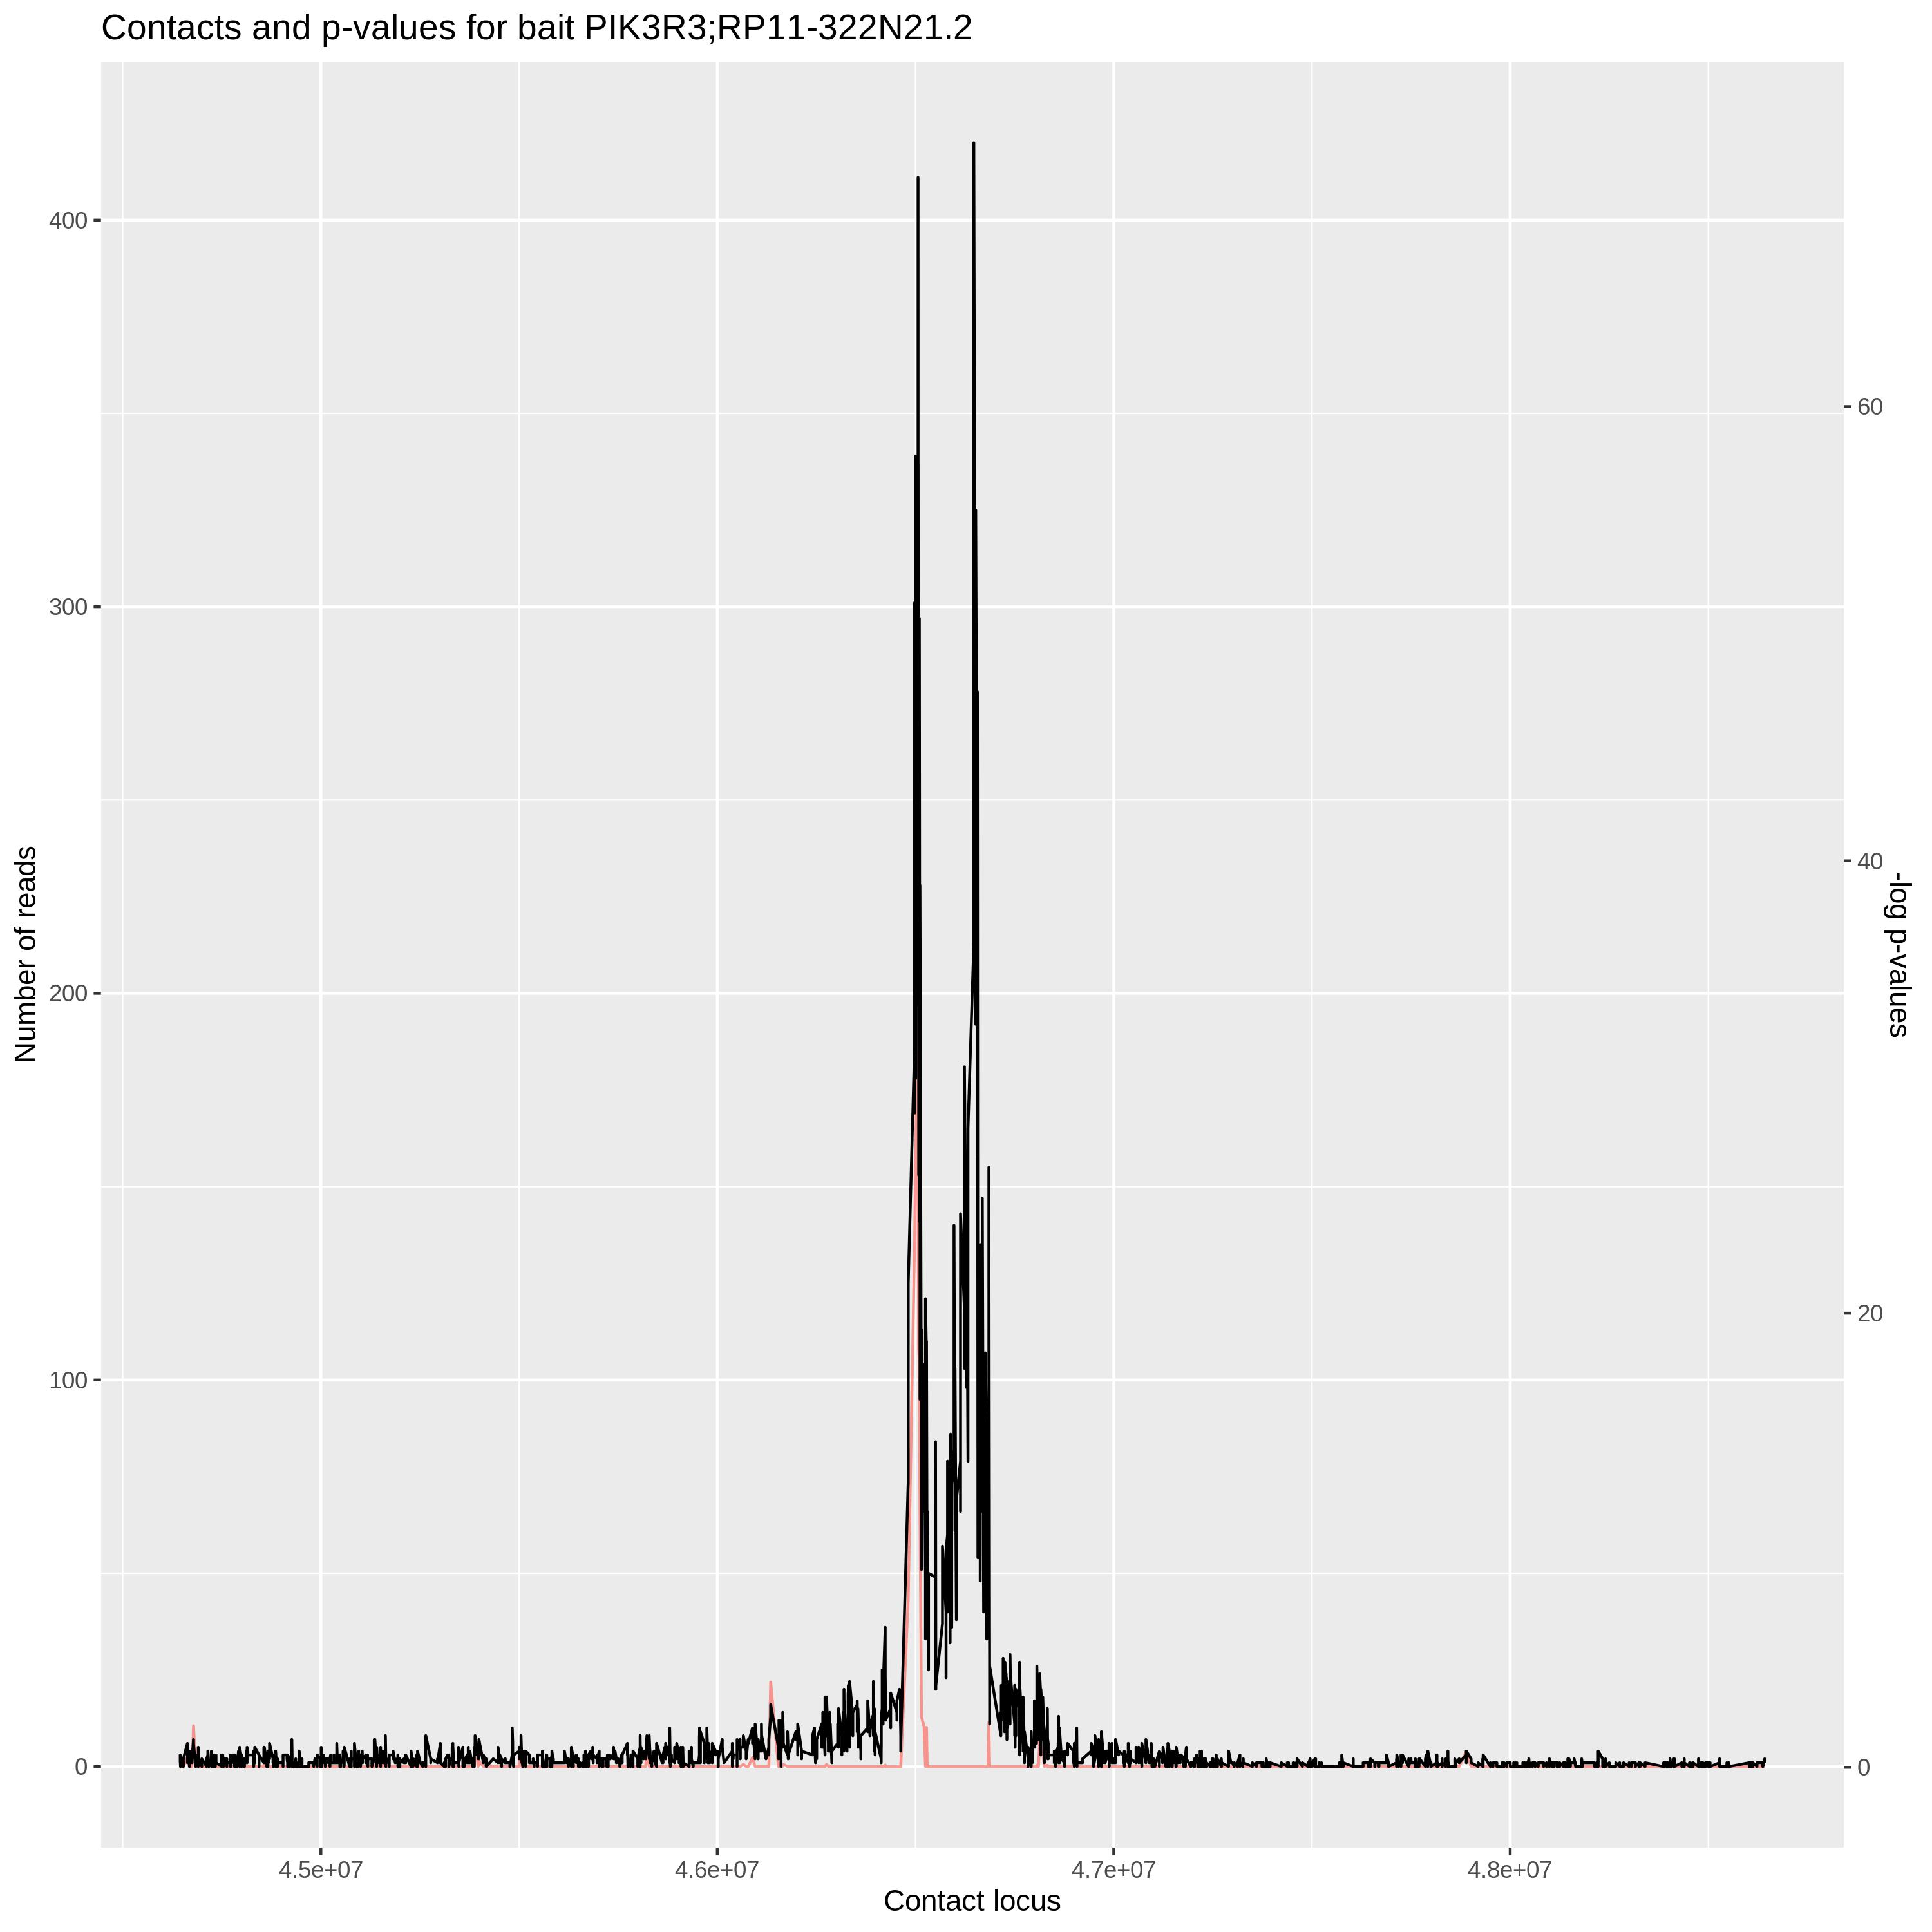 Contacts and p-values for bait PIK3R3;RP11-322N21.2
400
300
200
100
0
60
40
20
0
Number of reads
-log p-values
4.5e+07
4.6e+07
4.7e+07
4.8e+07
Contact locus